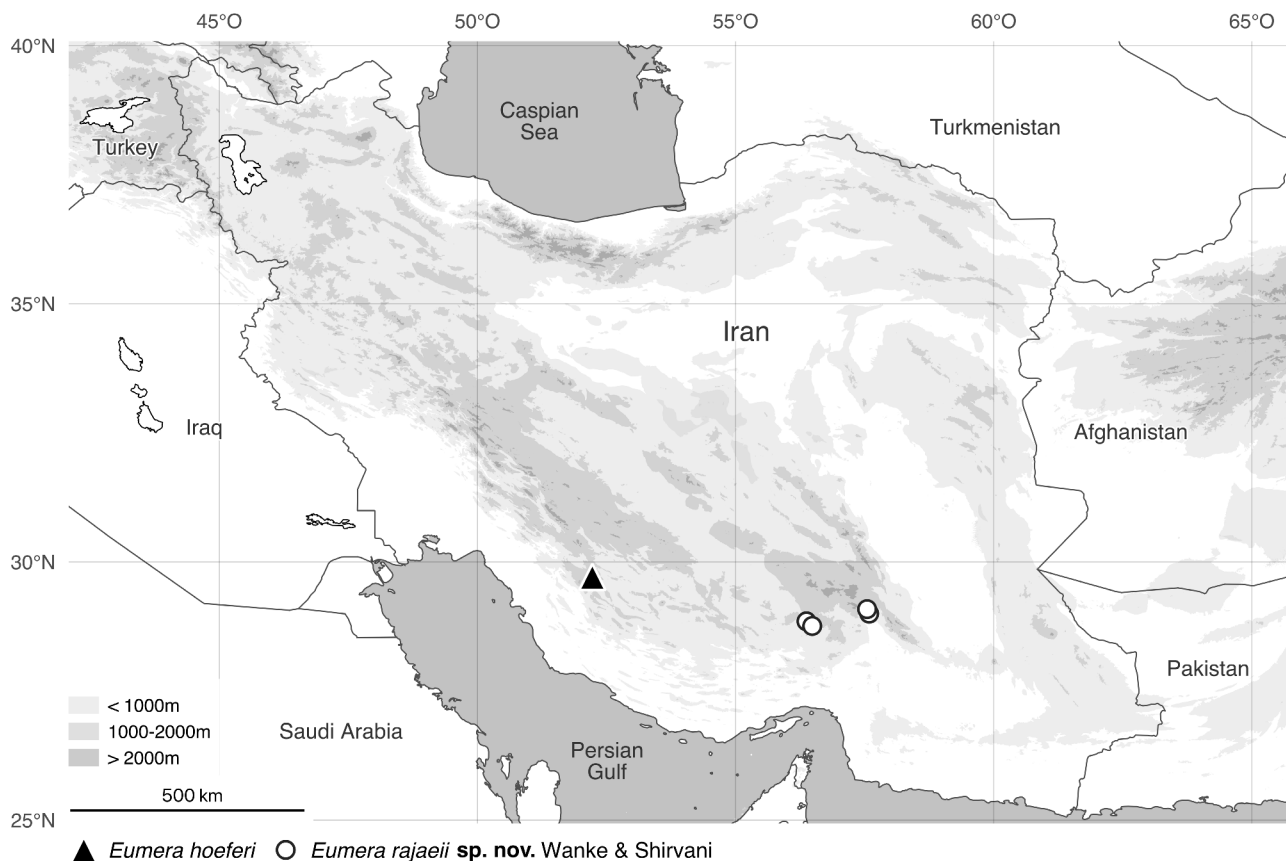 45°O 50°O 55°O 60°O 65°O
40°N
Caspian
Sea
Turkmenistan
Turkey
35°N
Iran
Iraq
Afghanistan
30°N
Pakistan
< 1000m
1000-2000m
> 2000m
Saudi Arabia
Persian
Gulf
500 km
25°N
Eumera hoeferi Eumera rajaeii sp. nov. Wanke & Shirvani